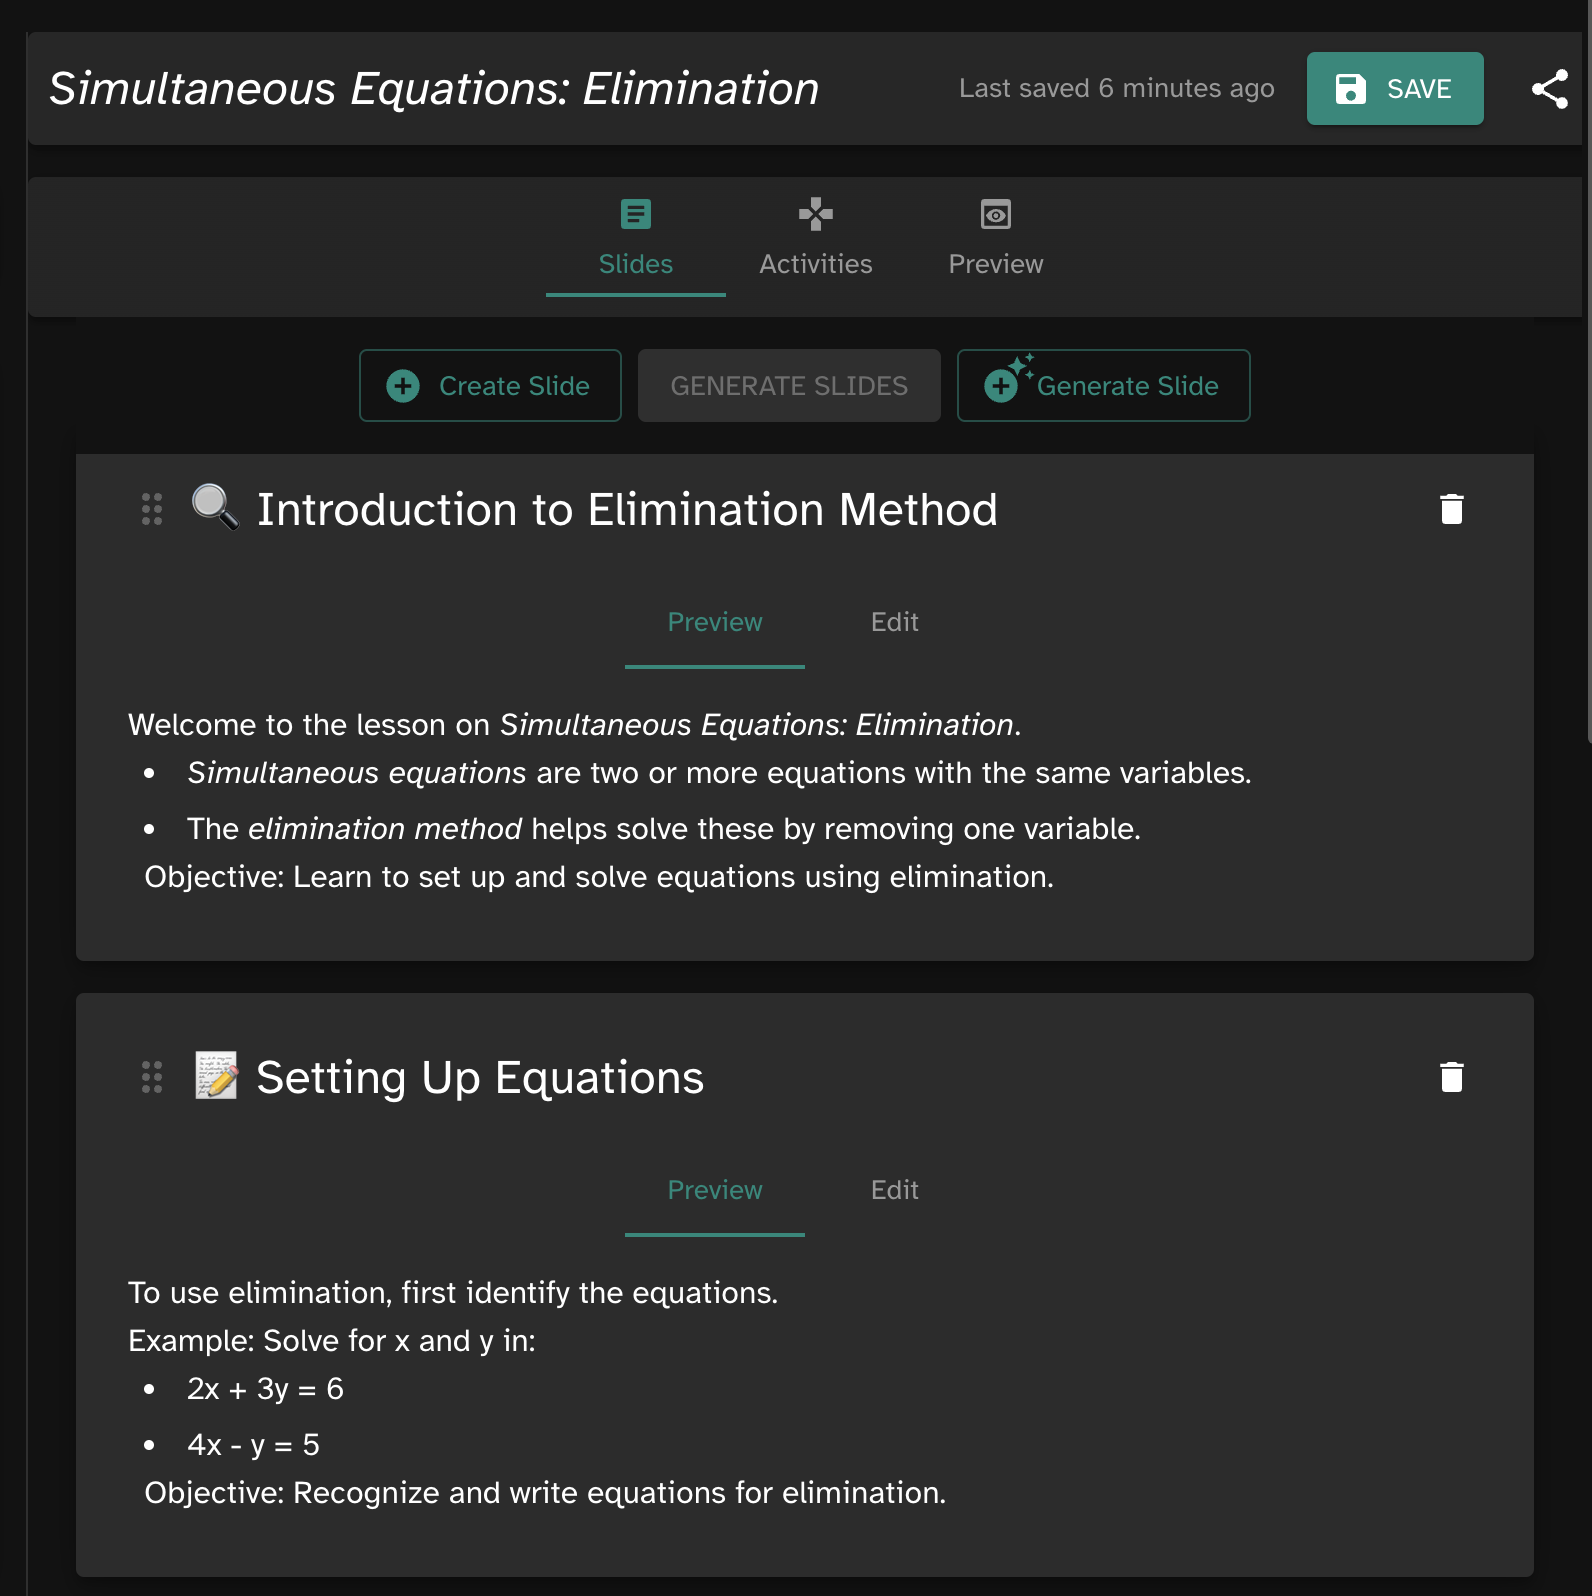 Simultaneous Equations: Elimination
Last saved 6 minutes ago
SAVE
Slides
Activities
Preview
Create Slide
GENERATE SLIDES
Generate Slide
Introduction to Elimination Method
Preview
Edit
Welcome to the lesson on Simultaneous Equations: Elimination.
• Simultaneous equations are two or more equations with the same variables.
• The elimination method helps solve these by removing one variable.
Objective: Learn to set up and solve equations using elimination.
Setting Up Equations
Preview
Edit
To use elimination, first identify the equations.
Example: Solve for x and y in:
• 2x + 3y = 6
• 4x - y = 5
Objective: Recognize and write equations for elimination.